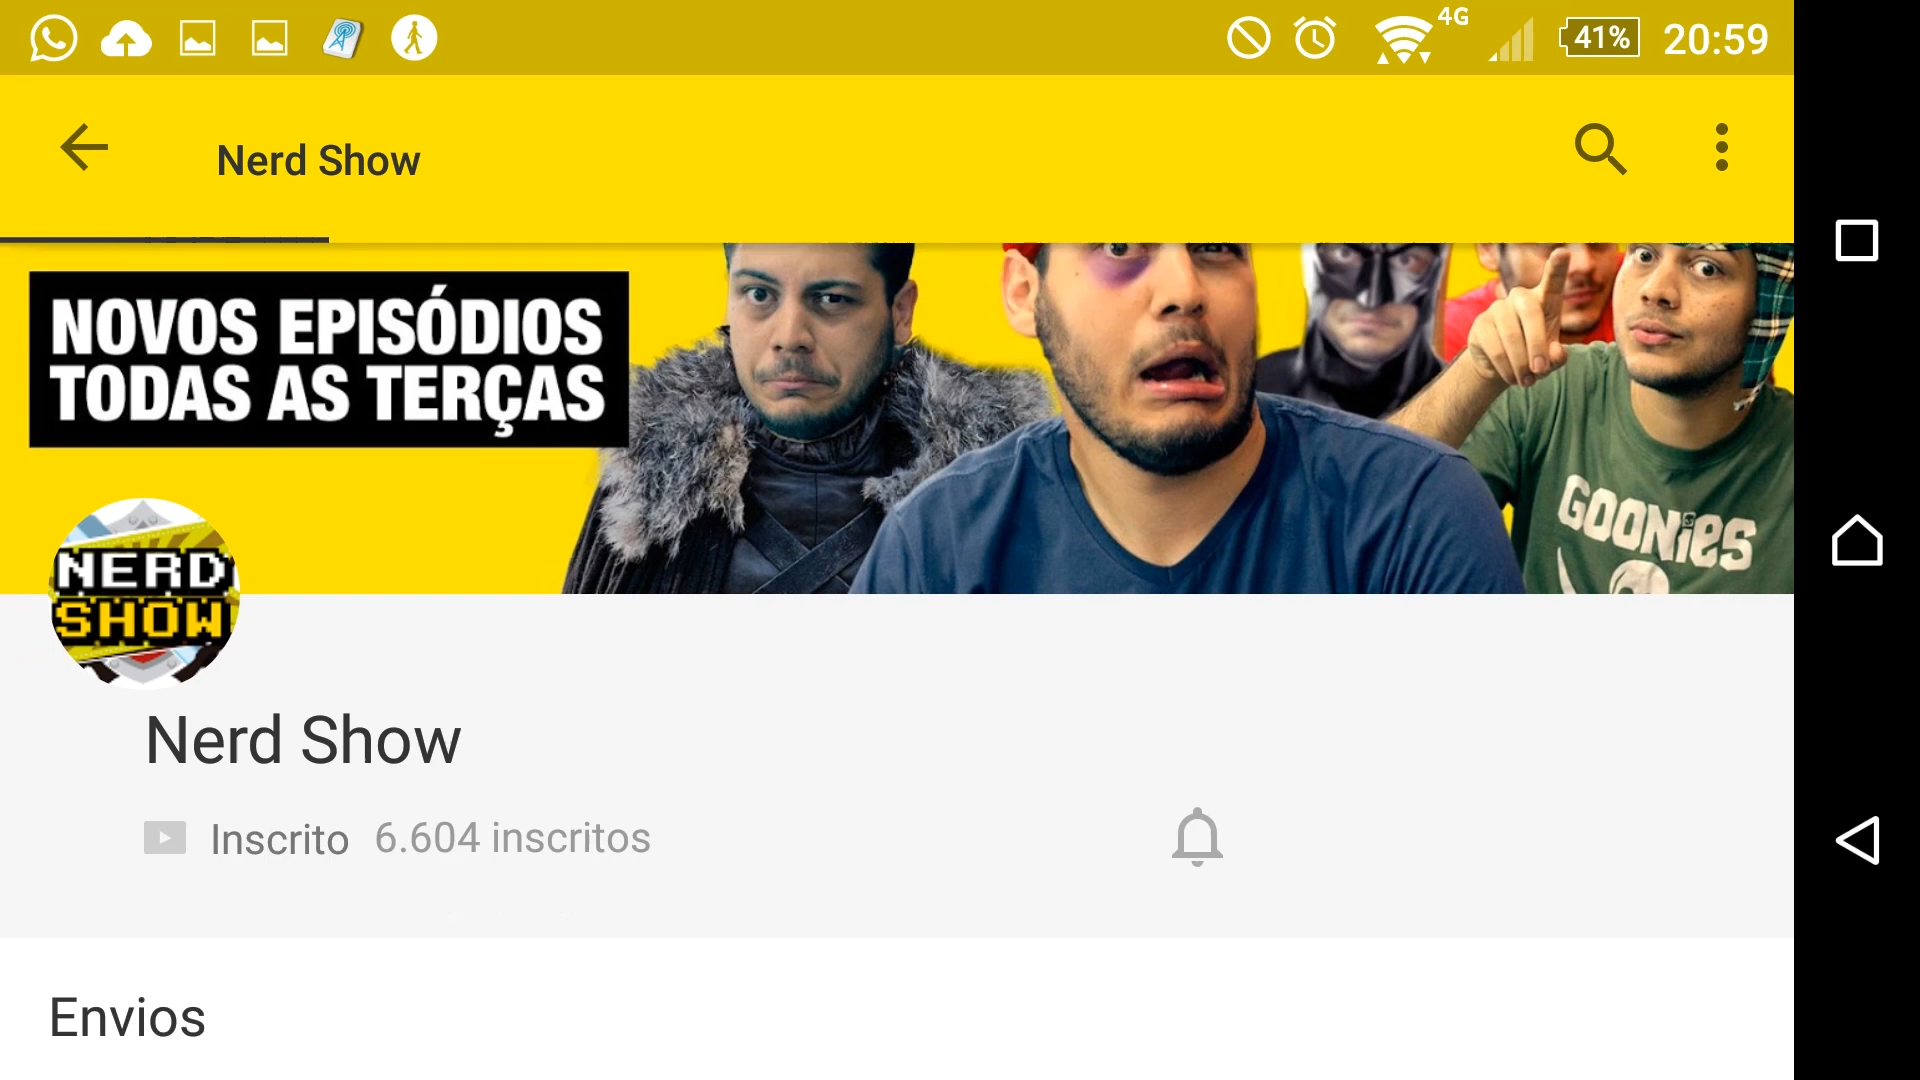 4G
41%
20:59
Nerd Show
NOVOS EPISÓDIOS
TODAS AS TERÇAS
GOONIES
NERD
SHOW
Nerd Show
Inscrito 6.604 inscritos
Envios